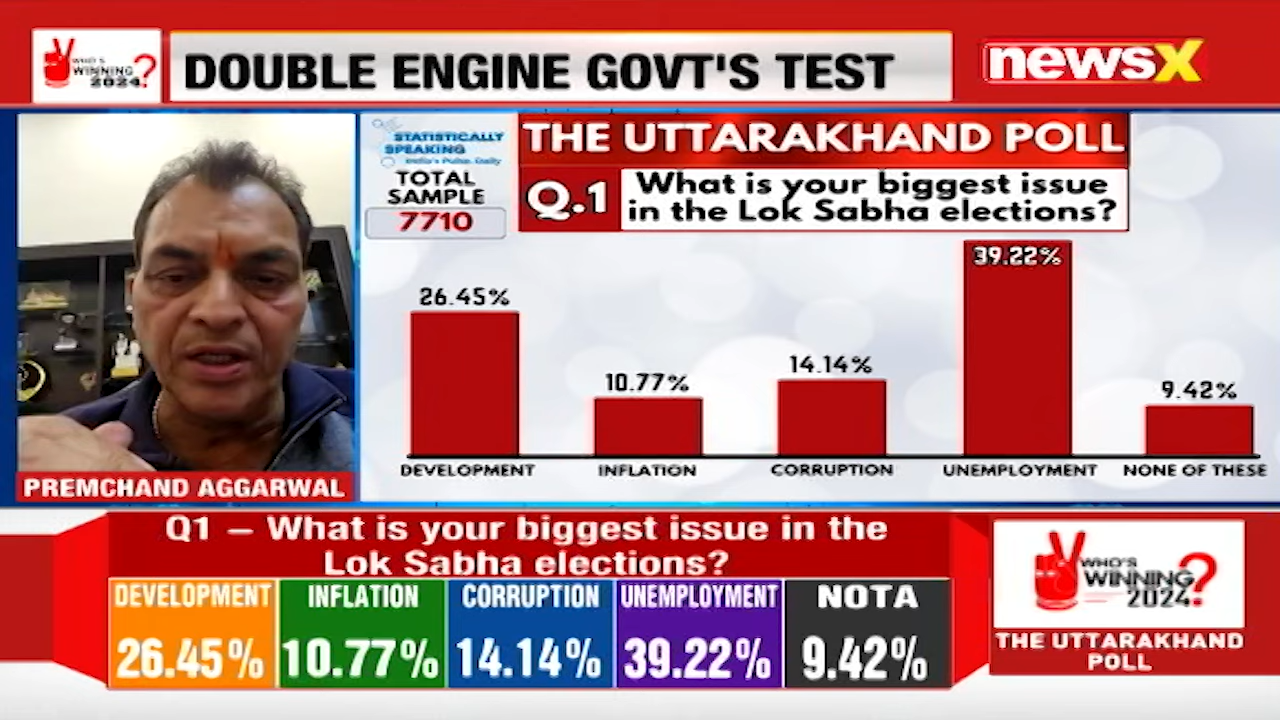 WHO'S
WINNING
2024 ?
DOUBLE ENGINE GOVT'S TEST
newsX
STATISTICALLY
SPEAKING
India's Pulse. Daily
TOTAL
SAMPLE
7710
THE UTTARAKHAND POLL
Q.1
What is your biggest issue
in the Lok Sabha elections?
26.45%
10.77%
14.14%
39.22%
9.42%
DEVELOPMENT
INFLATION
CORRUPTION
UNEMPLOYMENT
NONE OF THESE
PREMCHAND AGGARWAL
Q1 – What is your biggest issue in the
Lok Sabha elections?
DEVELOPMENT
26.45%
INFLATION
10.77%
CORRUPTION
14.14%
UNEMPLOYMENT
39.22%
NOTA
9.42%
WHO'S
WINNING
2024 ?
THE UTTARAKHAND
POLL